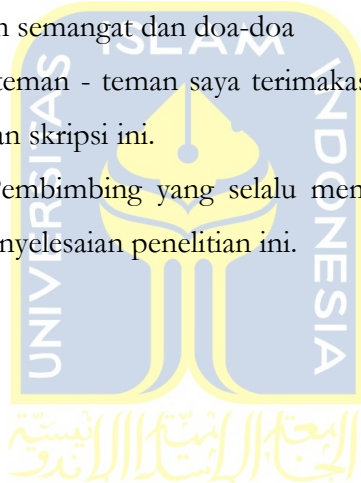 n semangat dan doa-doa
teman - teman saya terimakas
an skripsi ini.
Pembimbing yang selalu men
nyelesaian penelitian ini.
UNIVERSITAS
ISLAM
INDONESIA